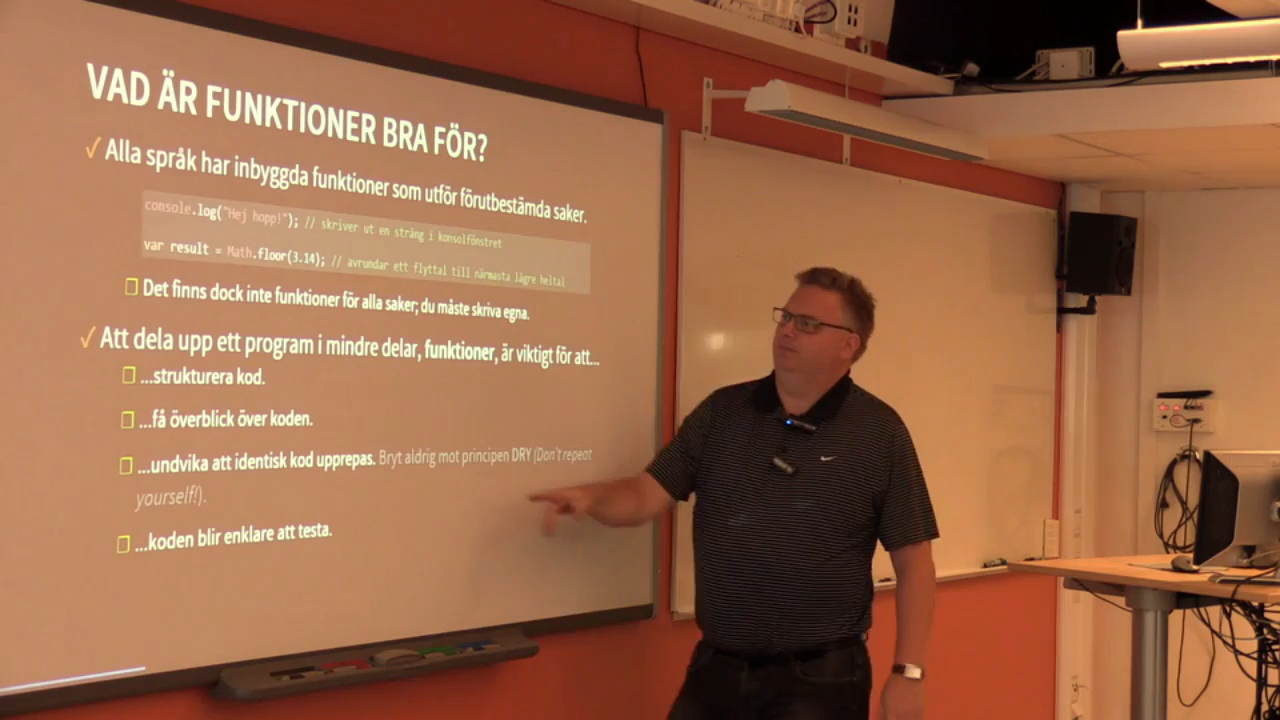 VAD ÄR FUNKTIONER BRA FÖR?
✓ Alla språk har inbyggda funktioner som utför förutbestämda saker.
console.log("Hej hopp!"); // skriver ut en sträng i konsolfönstret
var result = Math.floor(3.14); // avrundar ett flyttal till närmasta lägre heltal
Det finns dock inte funktioner för alla saker; du måste skriva egna.
✓ Att dela upp ett program i mindre delar, funktioner, är viktigt för att...
...strukturera kod.
...få överblick över koden.
...undvika att identisk kod upprepas. Bryt aldrig mot principen DRY (Don't repeat
yourself!).
...koden blir enklare att testa.